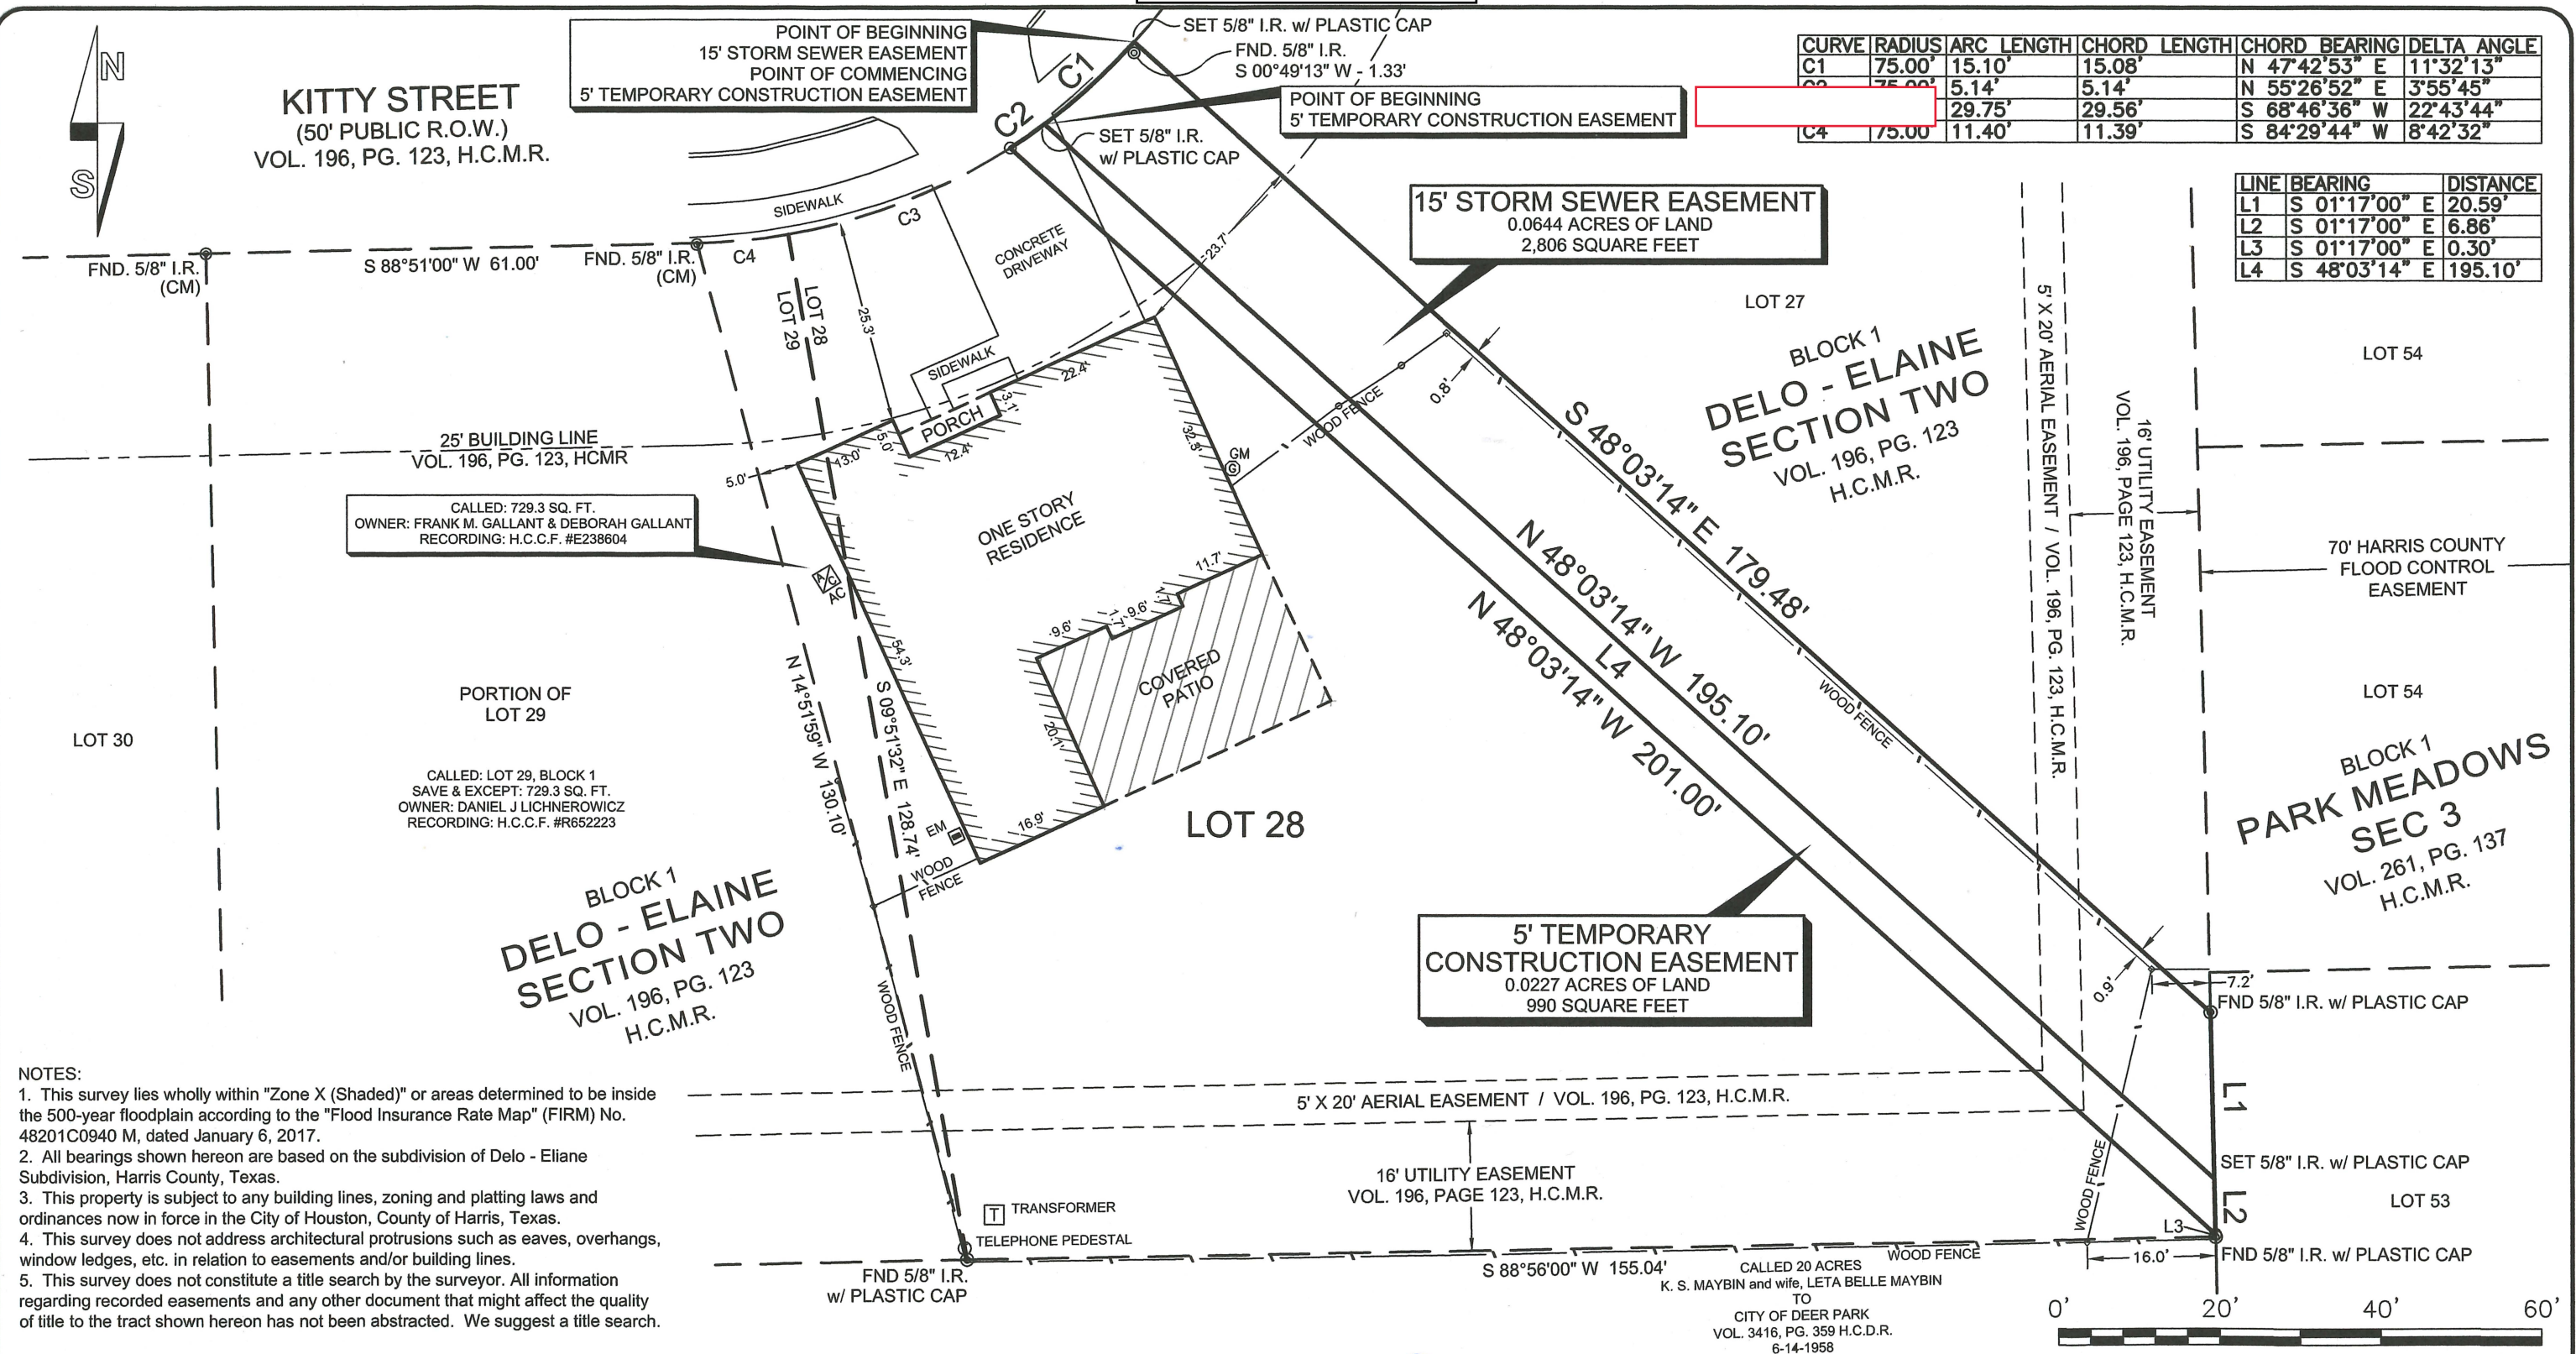 N
S
KITTY STREET
(50' PUBLIC R.O.W.)
VOL. 196, PG. 123, H.C.M.R.
POINT OF BEGINNING
15' STORM SEWER EASEMENT
POINT OF COMMENCING
5' TEMPORARY CONSTRUCTION EASEMENT
SET 5/8" I.R. w/ PLASTIC CAP
FND. 5/8" I.R.
S 00°49'13" W - 1.33'
C1
C2
POINT OF BEGINNING
5' TEMPORARY CONSTRUCTION EASEMENT
SET 5/8" I.R.
w/ PLASTIC CAP
CURVE RADIUS ARC LENGTH CHORD LENGTH CHORD BEARING DELTA ANGLE
C1 75.00' 15.10' 15.08' N 47°42'53" E 11°32'13"
5.14' 5.14' N 55°26'52" E 3°55'45"
29.75' 29.56' S 68°46'36" W 22°43'44"
C4 75.00 11.40' 11.39' S 84°29'44" W 8°42'32"
LINE BEARING DISTANCE
L1 S 01°17'00" E 20.59'
L2 S 01°17'00" E 6.86'
L3 S 01°17'00" E 0.30'
L4 S 48°03'14" E 195.10'
15' STORM SEWER EASEMENT
0.0644 ACRES OF LAND
2,806 SQUARE FEET
SIDEWALK
C3
C4
CONCRETE
DRIVEWAY
23.7'
FND. 5/8" I.R.
(CM)
S 88°51'00" W 61.00'
FND. 5/8" I.R.
(CM)
LOT 28
LOT 29
25.3'
SIDEWALK
LOT 27
BLOCK 1
DELO - ELAINE
SECTION TWO
VOL. 196, PG. 123
H.C.M.R.
5' X 20' AERIAL EASEMENT / VOL. 196, PG. 123, H.C.M.R.
16' UTILITY EASEMENT
VOL. 196, PAGE 123, H.C.M.R.
LOT 54
70' HARRIS COUNTY
FLOOD CONTROL
EASEMENT
LOT 54
25' BUILDING LINE
VOL. 196, PG. 123, HCMR
5.0'
13.0'
5.0'
PORCH
12.4'
3.1'
22.4'
32.3'
GM
G
WOOD FENCE
0.8'
CALLED: 729.3 SQ. FT.
OWNER: FRANK M. GALLANT & DEBORAH GALLANT
RECORDING: H.C.C.F. #E238604
A/C
AC
ONE STORY
RESIDENCE
11.7'
1.7'
9.6'
1.7'
9.6'
COVERED
PATIO
20.1'
54.3'
16.9'
EM
WOOD
FENCE
S 48°03'14" E 179.48'
N 48°03'14" W 195.10'
L4
N 48°03'14" W 201.00'
WOOD FENCE
N 14°51'59" W 130.10'
S 09°51'32" E 128.74'
LOT 30
PORTION OF
LOT 29
CALLED: LOT 29, BLOCK 1
SAVE & EXCEPT: 729.3 SQ. FT.
OWNER: DANIEL J LICHNEROWICZ
RECORDING: H.C.C.F. #R652223
LOT 28
BLOCK 1
DELO - ELAINE
SECTION TWO
VOL. 196, PG. 123
H.C.M.R.
WOOD FENCE
BLOCK 1
PARK MEADOWS
SEC 3
VOL. 261, PG. 137
H.C.M.R.
5' TEMPORARY
CONSTRUCTION EASEMENT
0.0227 ACRES OF LAND
990 SQUARE FEET
0.9'
7.2'
FND 5/8" I.R. w/ PLASTIC CAP
L1
SET 5/8" I.R. w/ PLASTIC CAP
LOT 53
L2
L3
WOOD FENCE
FND 5/8" I.R. w/ PLASTIC CAP
16.0'
5' X 20' AERIAL EASEMENT / VOL. 196, PG. 123, H.C.M.R.
16' UTILITY EASEMENT
VOL. 196, PAGE 123, H.C.M.R.
T TRANSFORMER
TELEPHONE PEDESTAL
FND 5/8" I.R.
w/ PLASTIC CAP
S 88°56'00" W 155.04'
WOOD FENCE
CALLED 20 ACRES
K. S. MAYBIN and wife, LETA BELLE MAYBIN
TO
CITY OF DEER PARK
VOL. 3416, PG. 359 H.C.D.R.
6-14-1958
0' 20' 40' 60'
NOTES:
1. This survey lies wholly within "Zone X (Shaded)" or areas determined to be inside
the 500-year floodplain according to the "Flood Insurance Rate Map" (FIRM) No.
48201C0940 M, dated January 6, 2017.
2. All bearings shown hereon are based on the subdivision of Delo - Eliane
Subdivision, Harris County, Texas.
3. This property is subject to any building lines, zoning and platting laws and
ordinances now in force in the City of Houston, County of Harris, Texas.
4. This survey does not address architectural protrusions such as eaves, overhangs,
window ledges, etc. in relation to easements and/or building lines.
5. This survey does not constitute a title search by the surveyor. All information
regarding recorded easements and any other document that might affect the quality
of title to the tract shown hereon has not been abstracted. We suggest a title search.